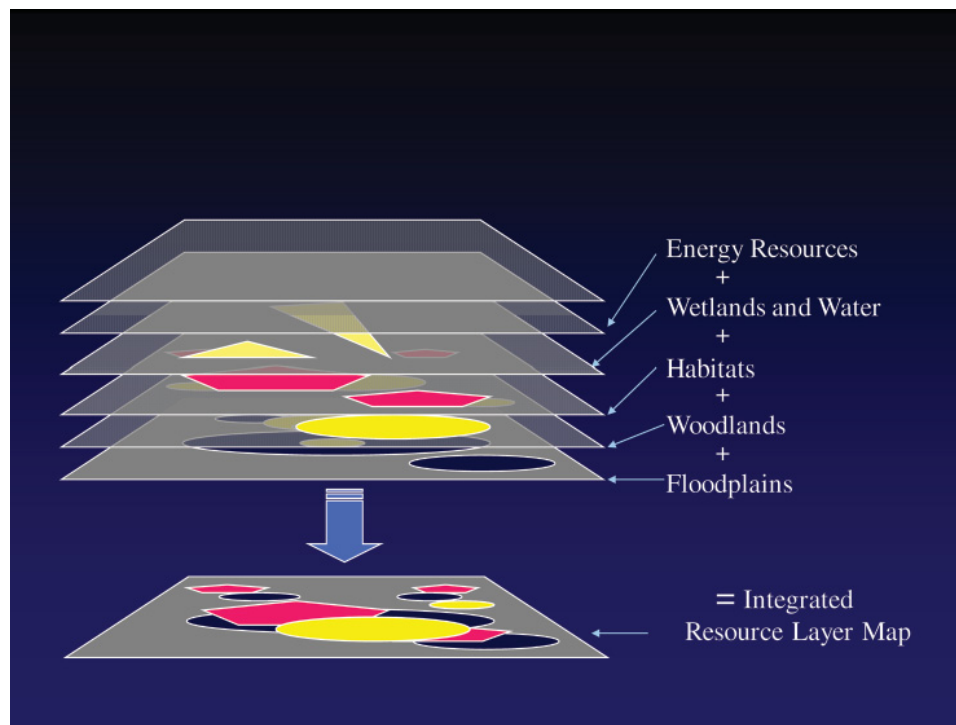 Energy Resources
+
Wetlands and Water
+
Habitats
+
Woodlands
+
Floodplains
= Integrated
Resource Layer Map